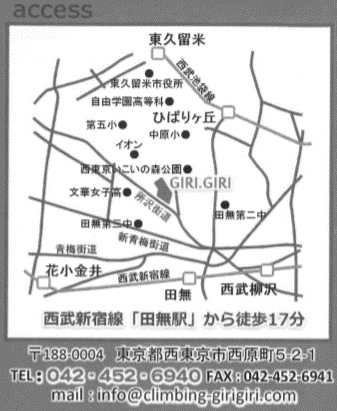 access
東久留米
西武池袋線
東久留米市役所
自由学園高等科
ひばりヶ丘
第五小
中原小
イオン
西東京いこいの森公園
GIRI.GIRI
文華女子高
所沢街道
田無第二中
田無第三中
新青梅街道
青梅街道
花小金井
西武新宿線
田無
西武柳沢
西武新宿線「田無駅」から徒歩17分
〒188-0004 東京都西東京市西原町5-2-1
TEL：042・452・6940 FAX：042-452-6941
mail：info@climbing-girigiri.com